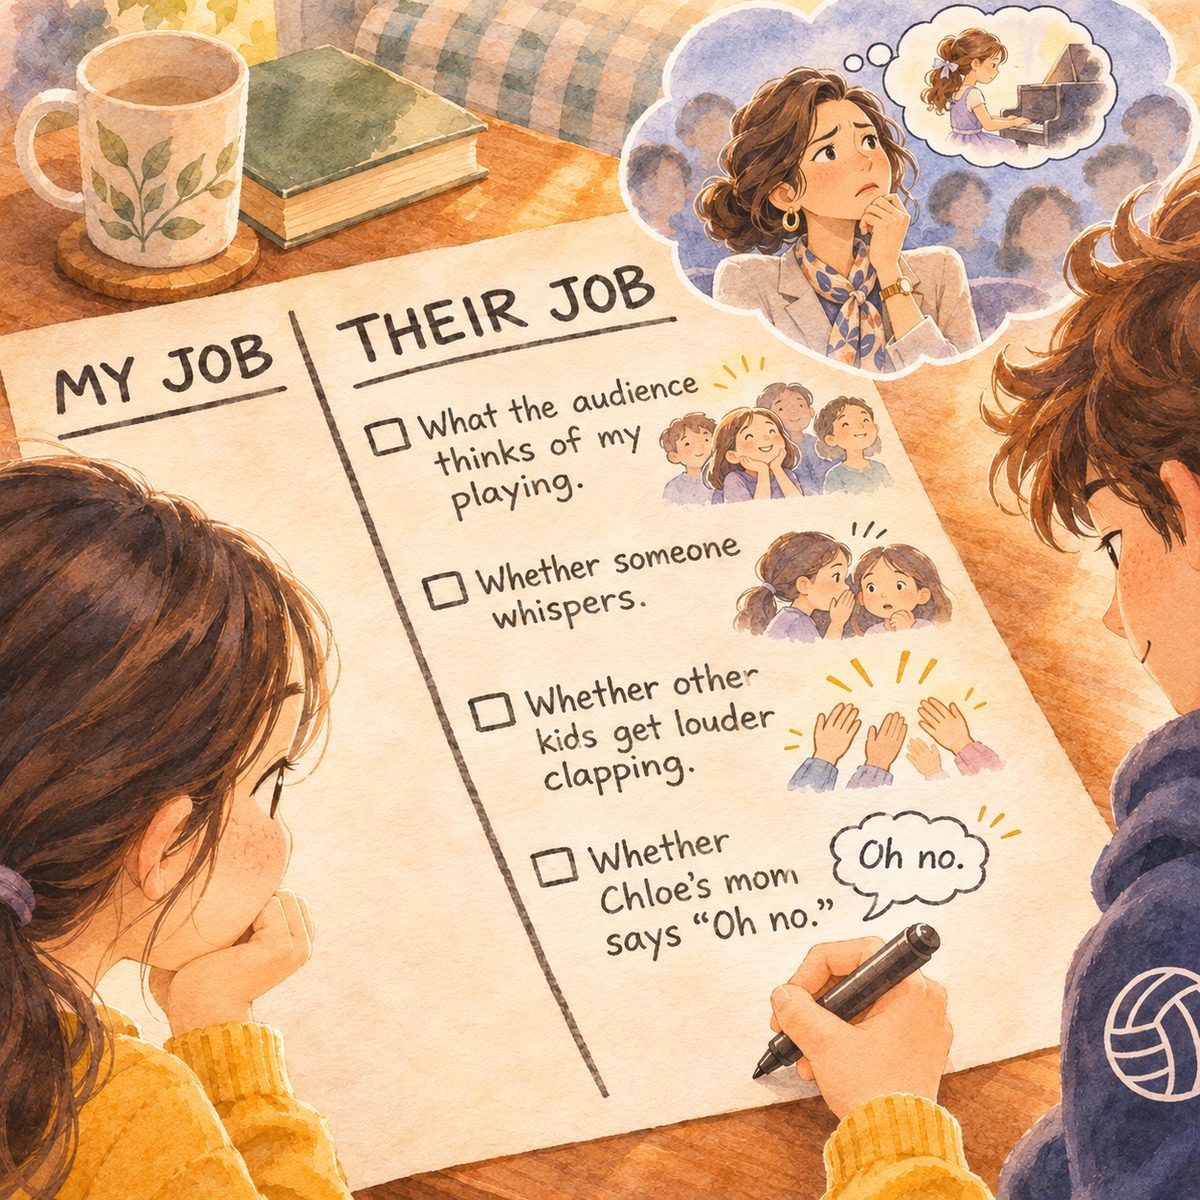 MY JOB
THEIR JOB
What the audience
thinks of my
playing.
Whether someone
whispers.
Whether other
kids get louder
clapping.
Whether
Chloe's mom
says "Oh no."
Oh no.